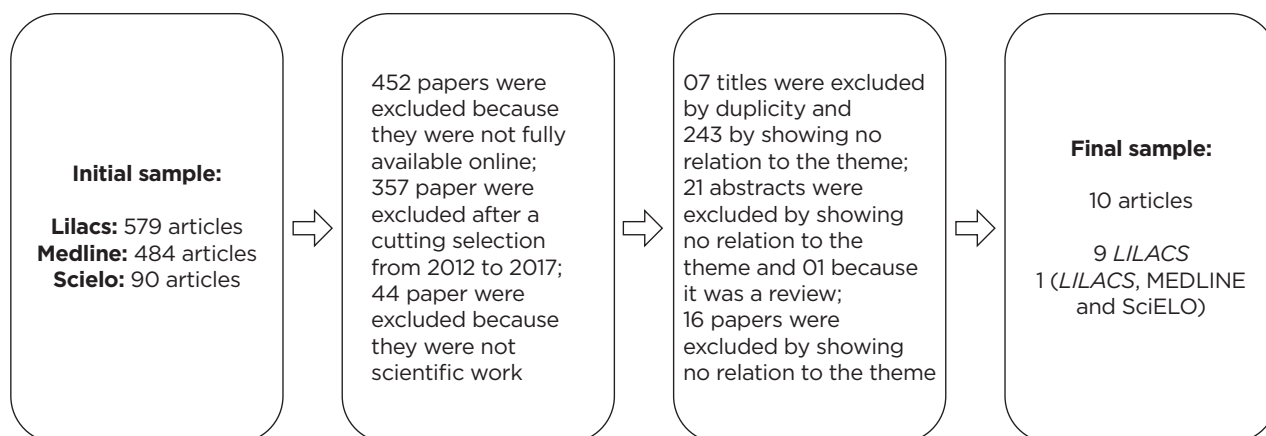 Initial sample:
Lilacs: 579 articles
Medline: 484 articles
Scielo: 90 articles
452 papers were
excluded because
they were not fully
available online;
357 paper were
excluded after a
cutting selection
from 2012 to 2017;
44 paper were
excluded because
they were not
scientific work
07 titles were excluded
by duplicity and
243 by showing no
relation to the theme;
21 abstracts were
excluded by showing
no relation to the
theme and 01 because
it was a review;
16 papers were
excluded by showing
no relation to the theme
Final sample:
10 articles
9 LILACS
1 (LILACS, MEDLINE
and SciELO)